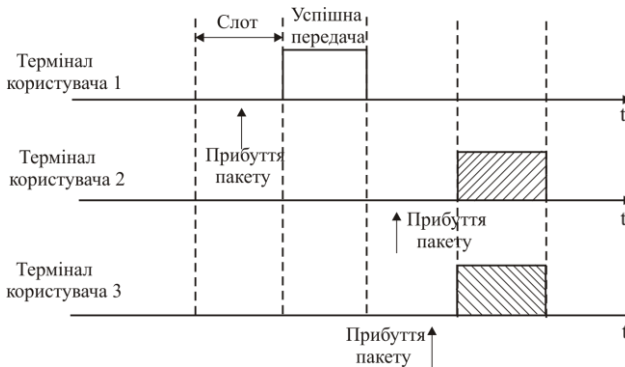 Слот
Успішна
передача
Термінал
користувача 1
t
Прибуття
пакету
Термінал
користувача 2
t
Прибуття
пакету
Термінал
користувача 3
t
Прибуття
пакету